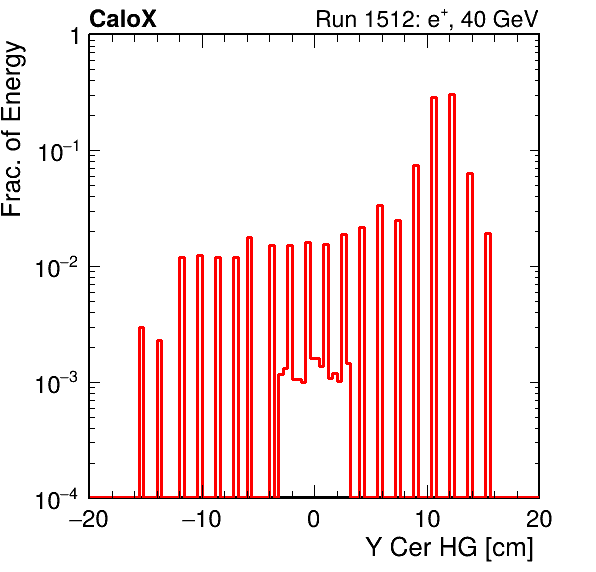 CaloX Run 1512: e⁺, 40 GeV
Frac. of Energy
1
10⁻¹
10⁻²
10⁻³
10⁻⁴
−20 −10 0 10 20
Y Cer HG [cm]